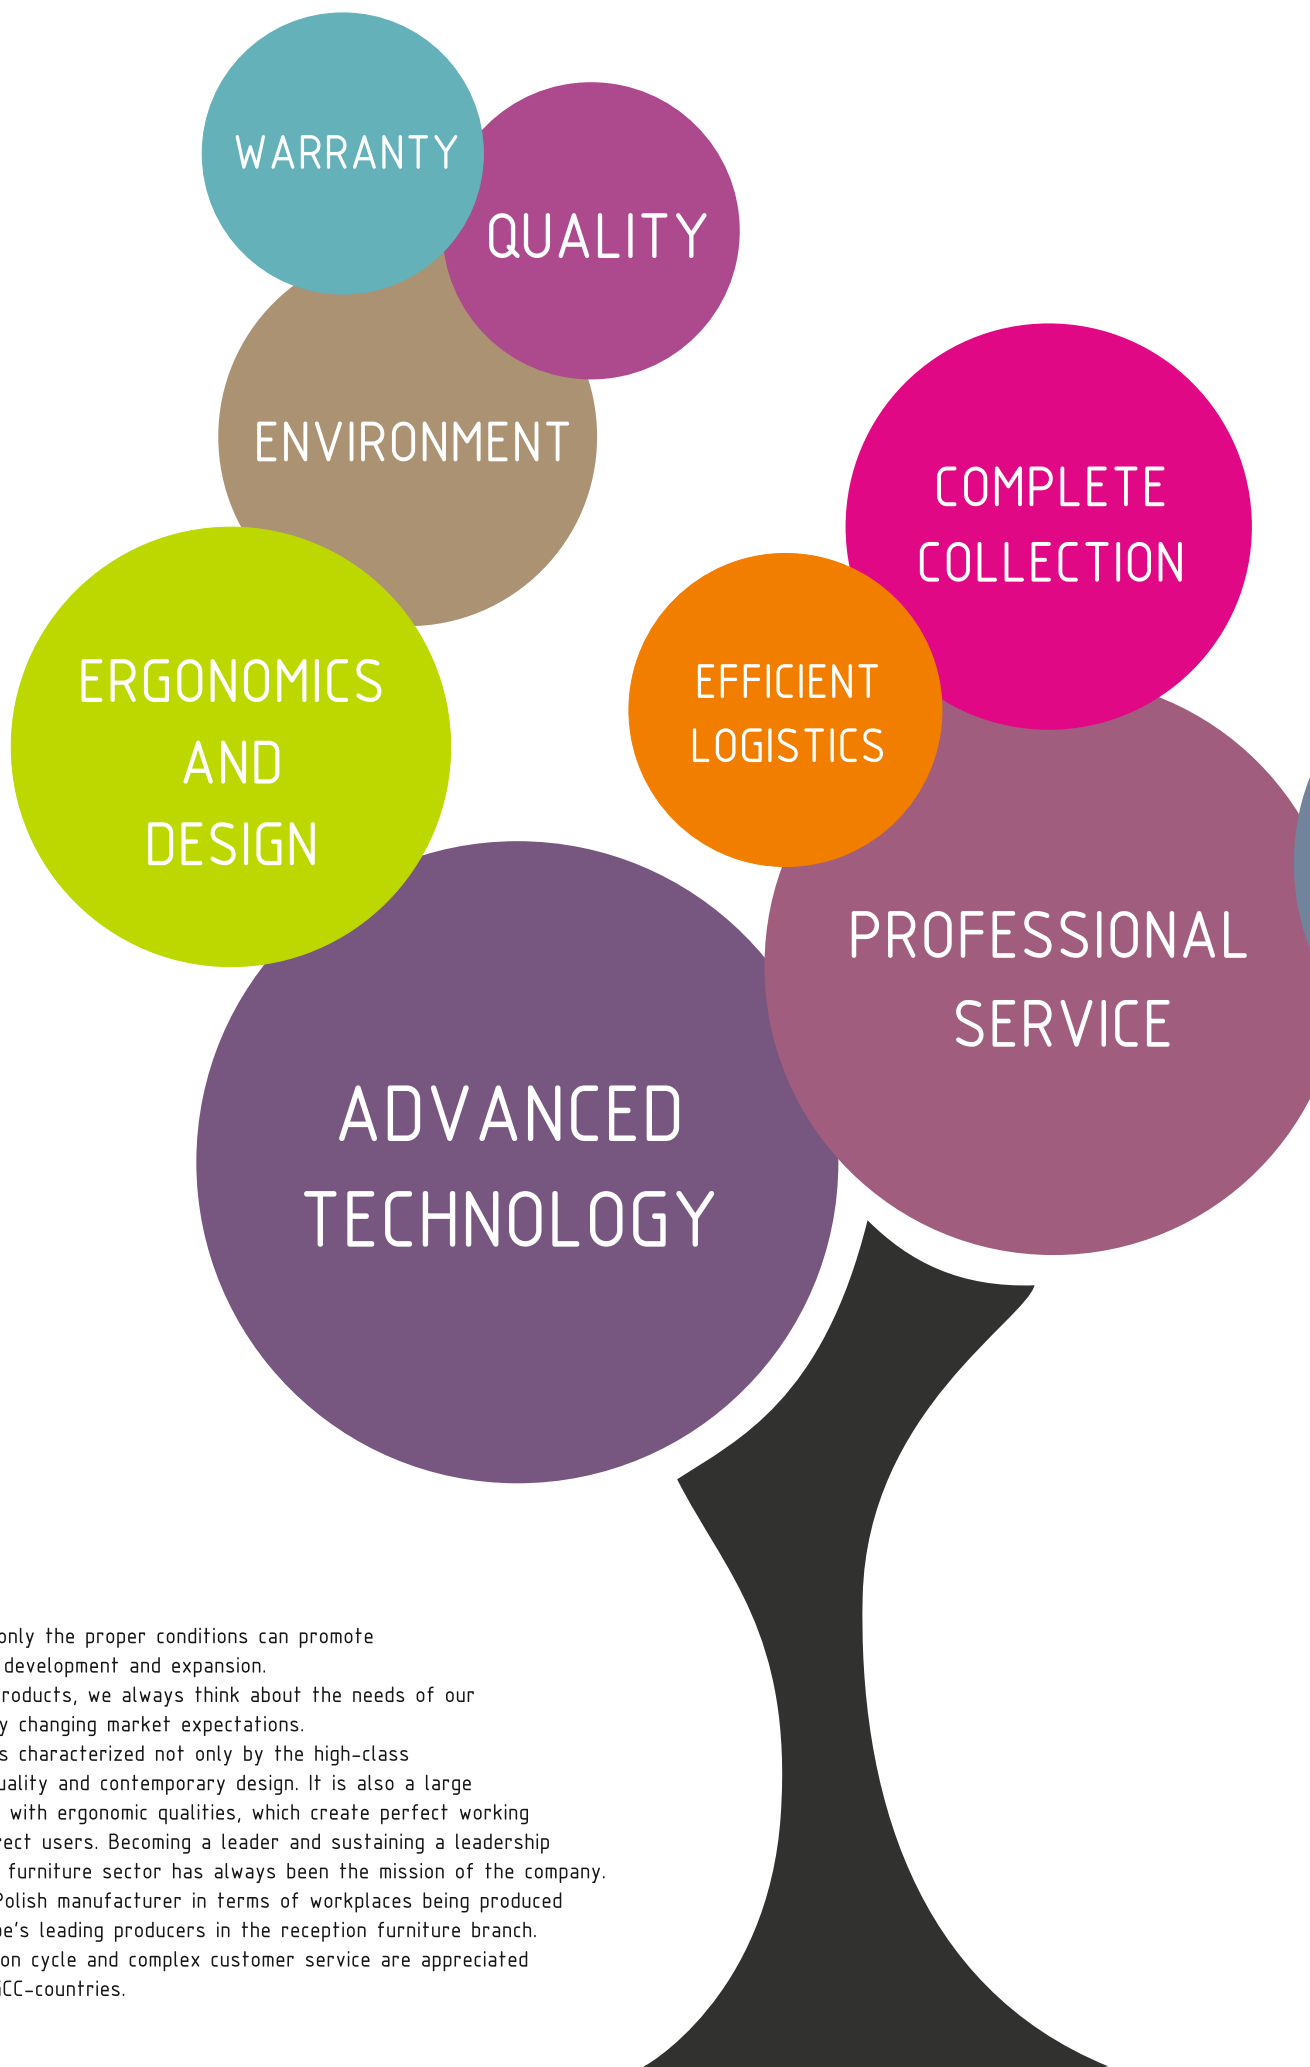 WARRANTY
QUALITY
ENVIRONMENT
COMPLETE
COLLECTION
ERGONOMICS
AND
DESIGN
EFFICIENT
LOGISTICS
PROFESSIONAL
SERVICE
ADVANCED
TECHNOLOGY
only the proper conditions can promote
development and expansion.
roducts, we always think about the needs of our
y changing market expectations.
s characterized not only by the high-class
uality and contemporary design. It is also a large
with ergonomic qualities, which create perfect working
rect users. Becoming a leader and sustaining a leadership
furniture sector has always been the mission of the company.
Polish manufacturer in terms of workplaces being produced
pe's leading producers in the reception furniture branch.
on cycle and complex customer service are appreciated
GCC-countries.